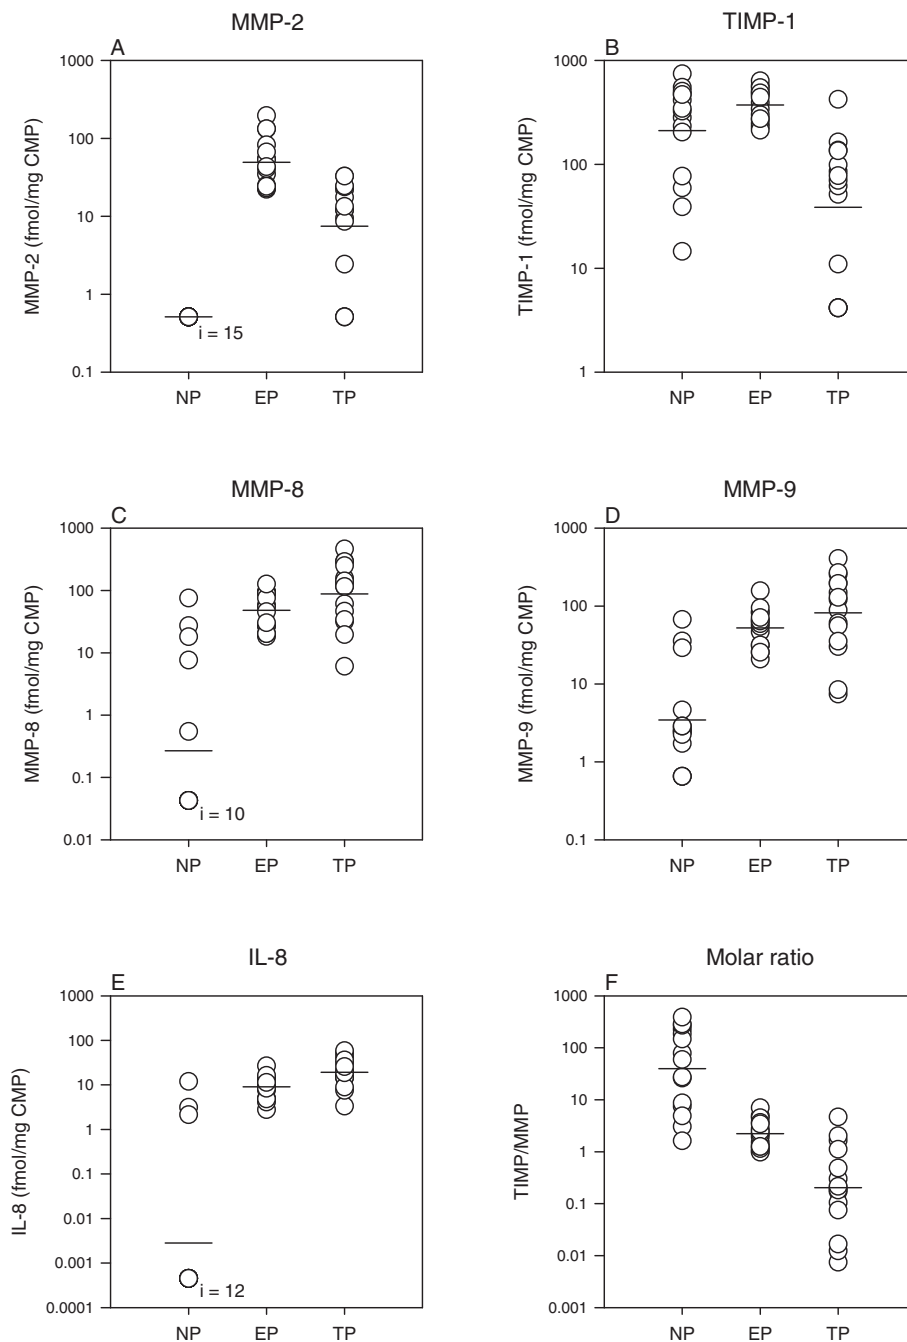 MMP-2
A
1000
100
10
1
0.1
MMP-2 (fmol/mg CMP)
i = 15
NP EP TP
TIMP-1
B
1000
100
10
1
TIMP-1 (fmol/mg CMP)
NP EP TP
MMP-8
C
1000
100
10
1
0.1
0.01
MMP-8 (fmol/mg CMP)
i = 10
NP EP TP
MMP-9
D
1000
100
10
1
0.1
MMP-9 (fmol/mg CMP)
NP EP TP
IL-8
E
1000
100
10
1
0.1
0.01
0.001
0.0001
IL-8 (fmol/mg CMP)
i = 12
NP EP TP
Molar ratio
F
1000
100
10
1
0.1
0.01
0.001
TIMP/MMP
NP EP TP